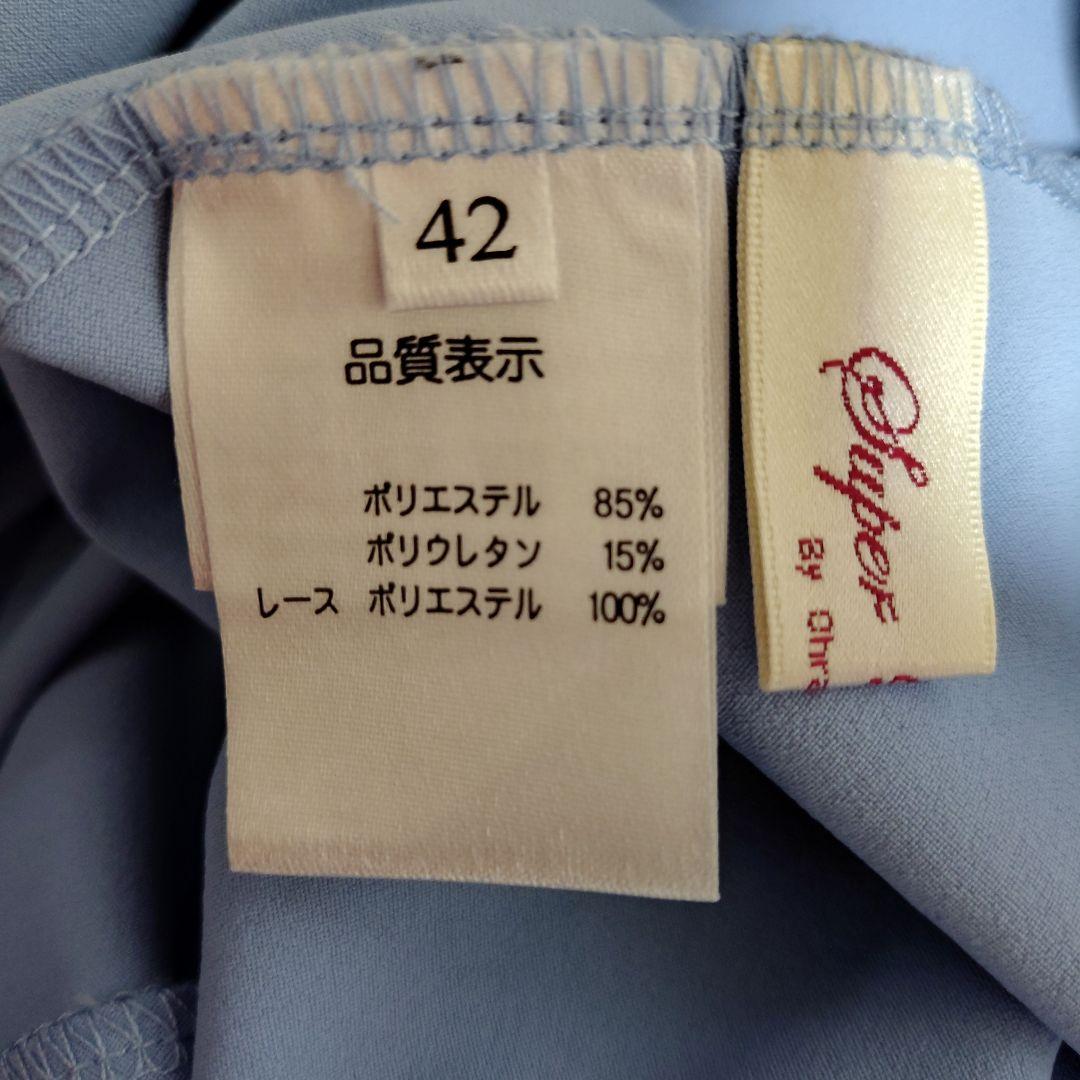 42
品質表示
ポリエステル 85%
ポリウレタン 15%
レース ポリエステル 100%
Super
By